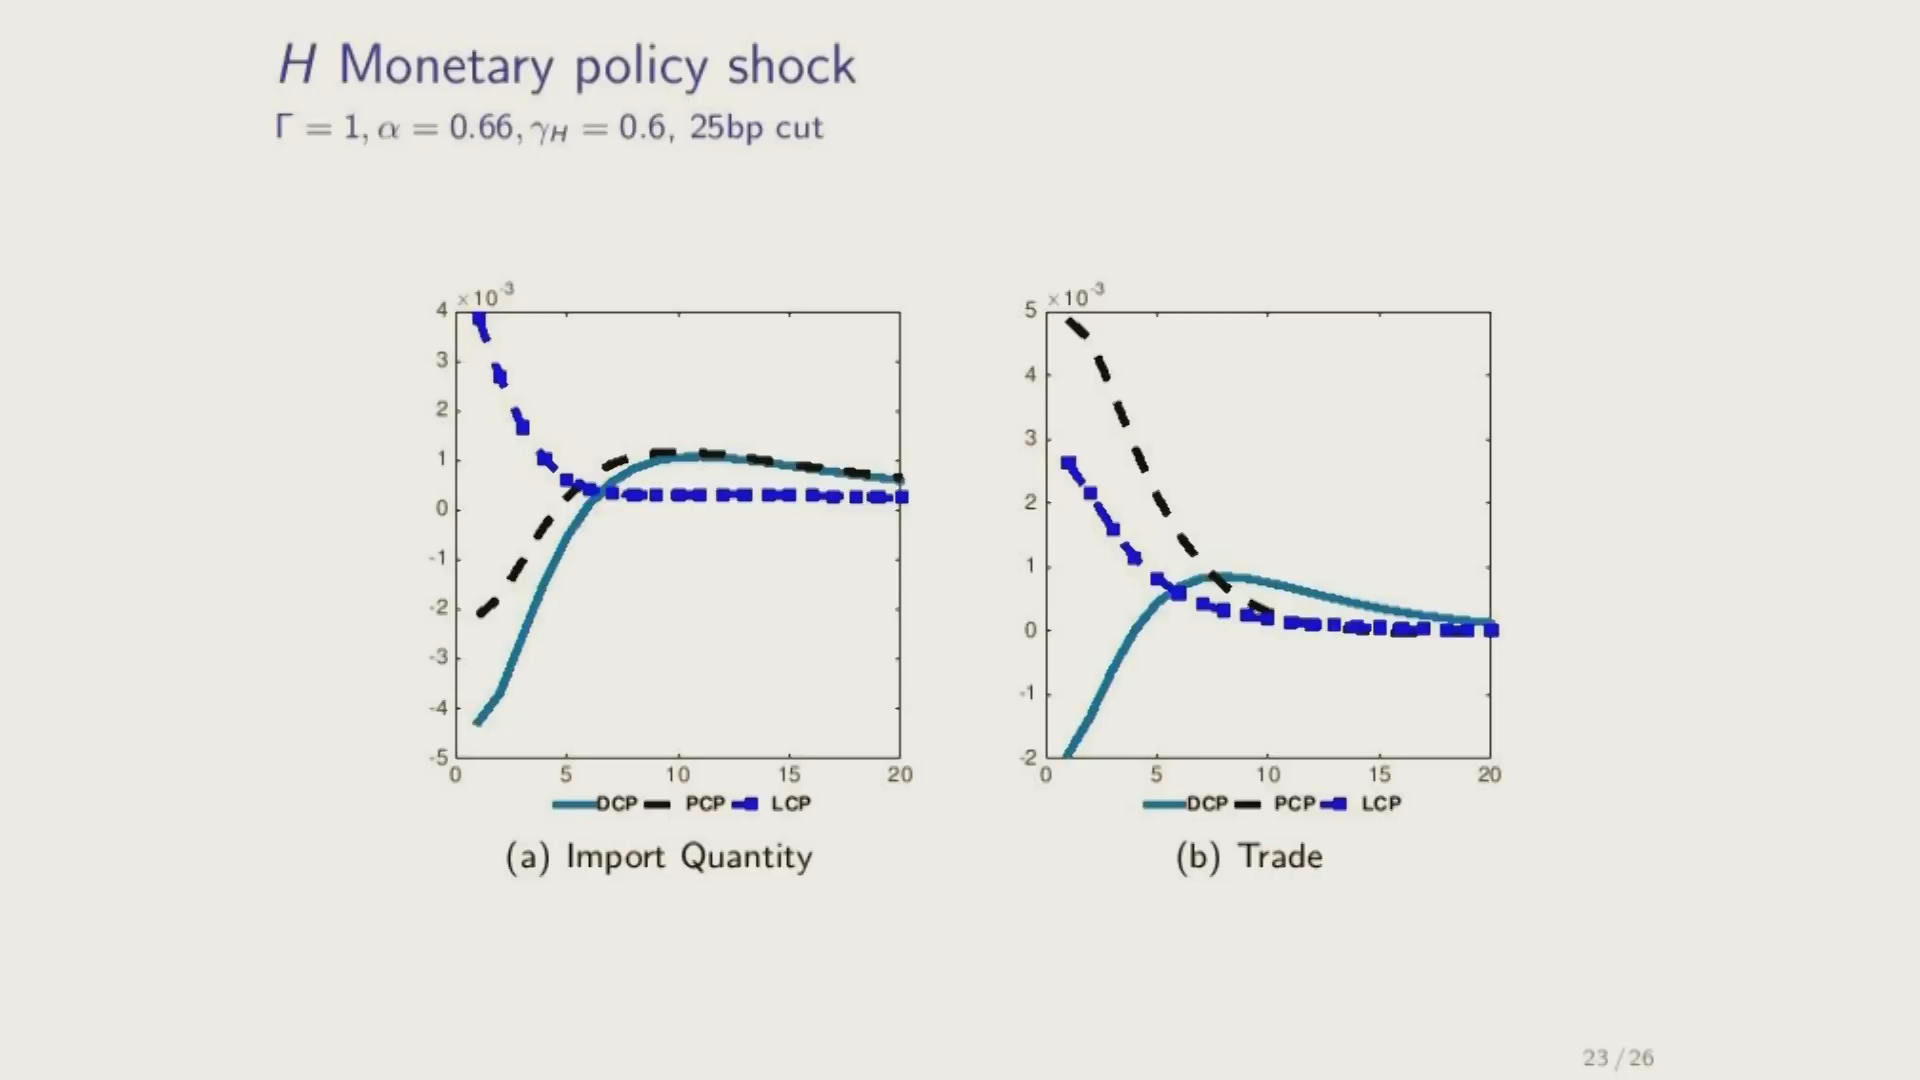 H Monetary policy shock
Γ = 1, α = 0.66, γH = 0.6, 25bp cut
×10-3
4
3
2
1
0
-1
-2
-3
-4
-5
0 5 10 15 20
DCP PCP LCP
(a) Import Quantity
×10-3
5
4
3
2
1
0
-1
-2
0 5 10 15 20
DCP PCP LCP
(b) Trade
23 / 26